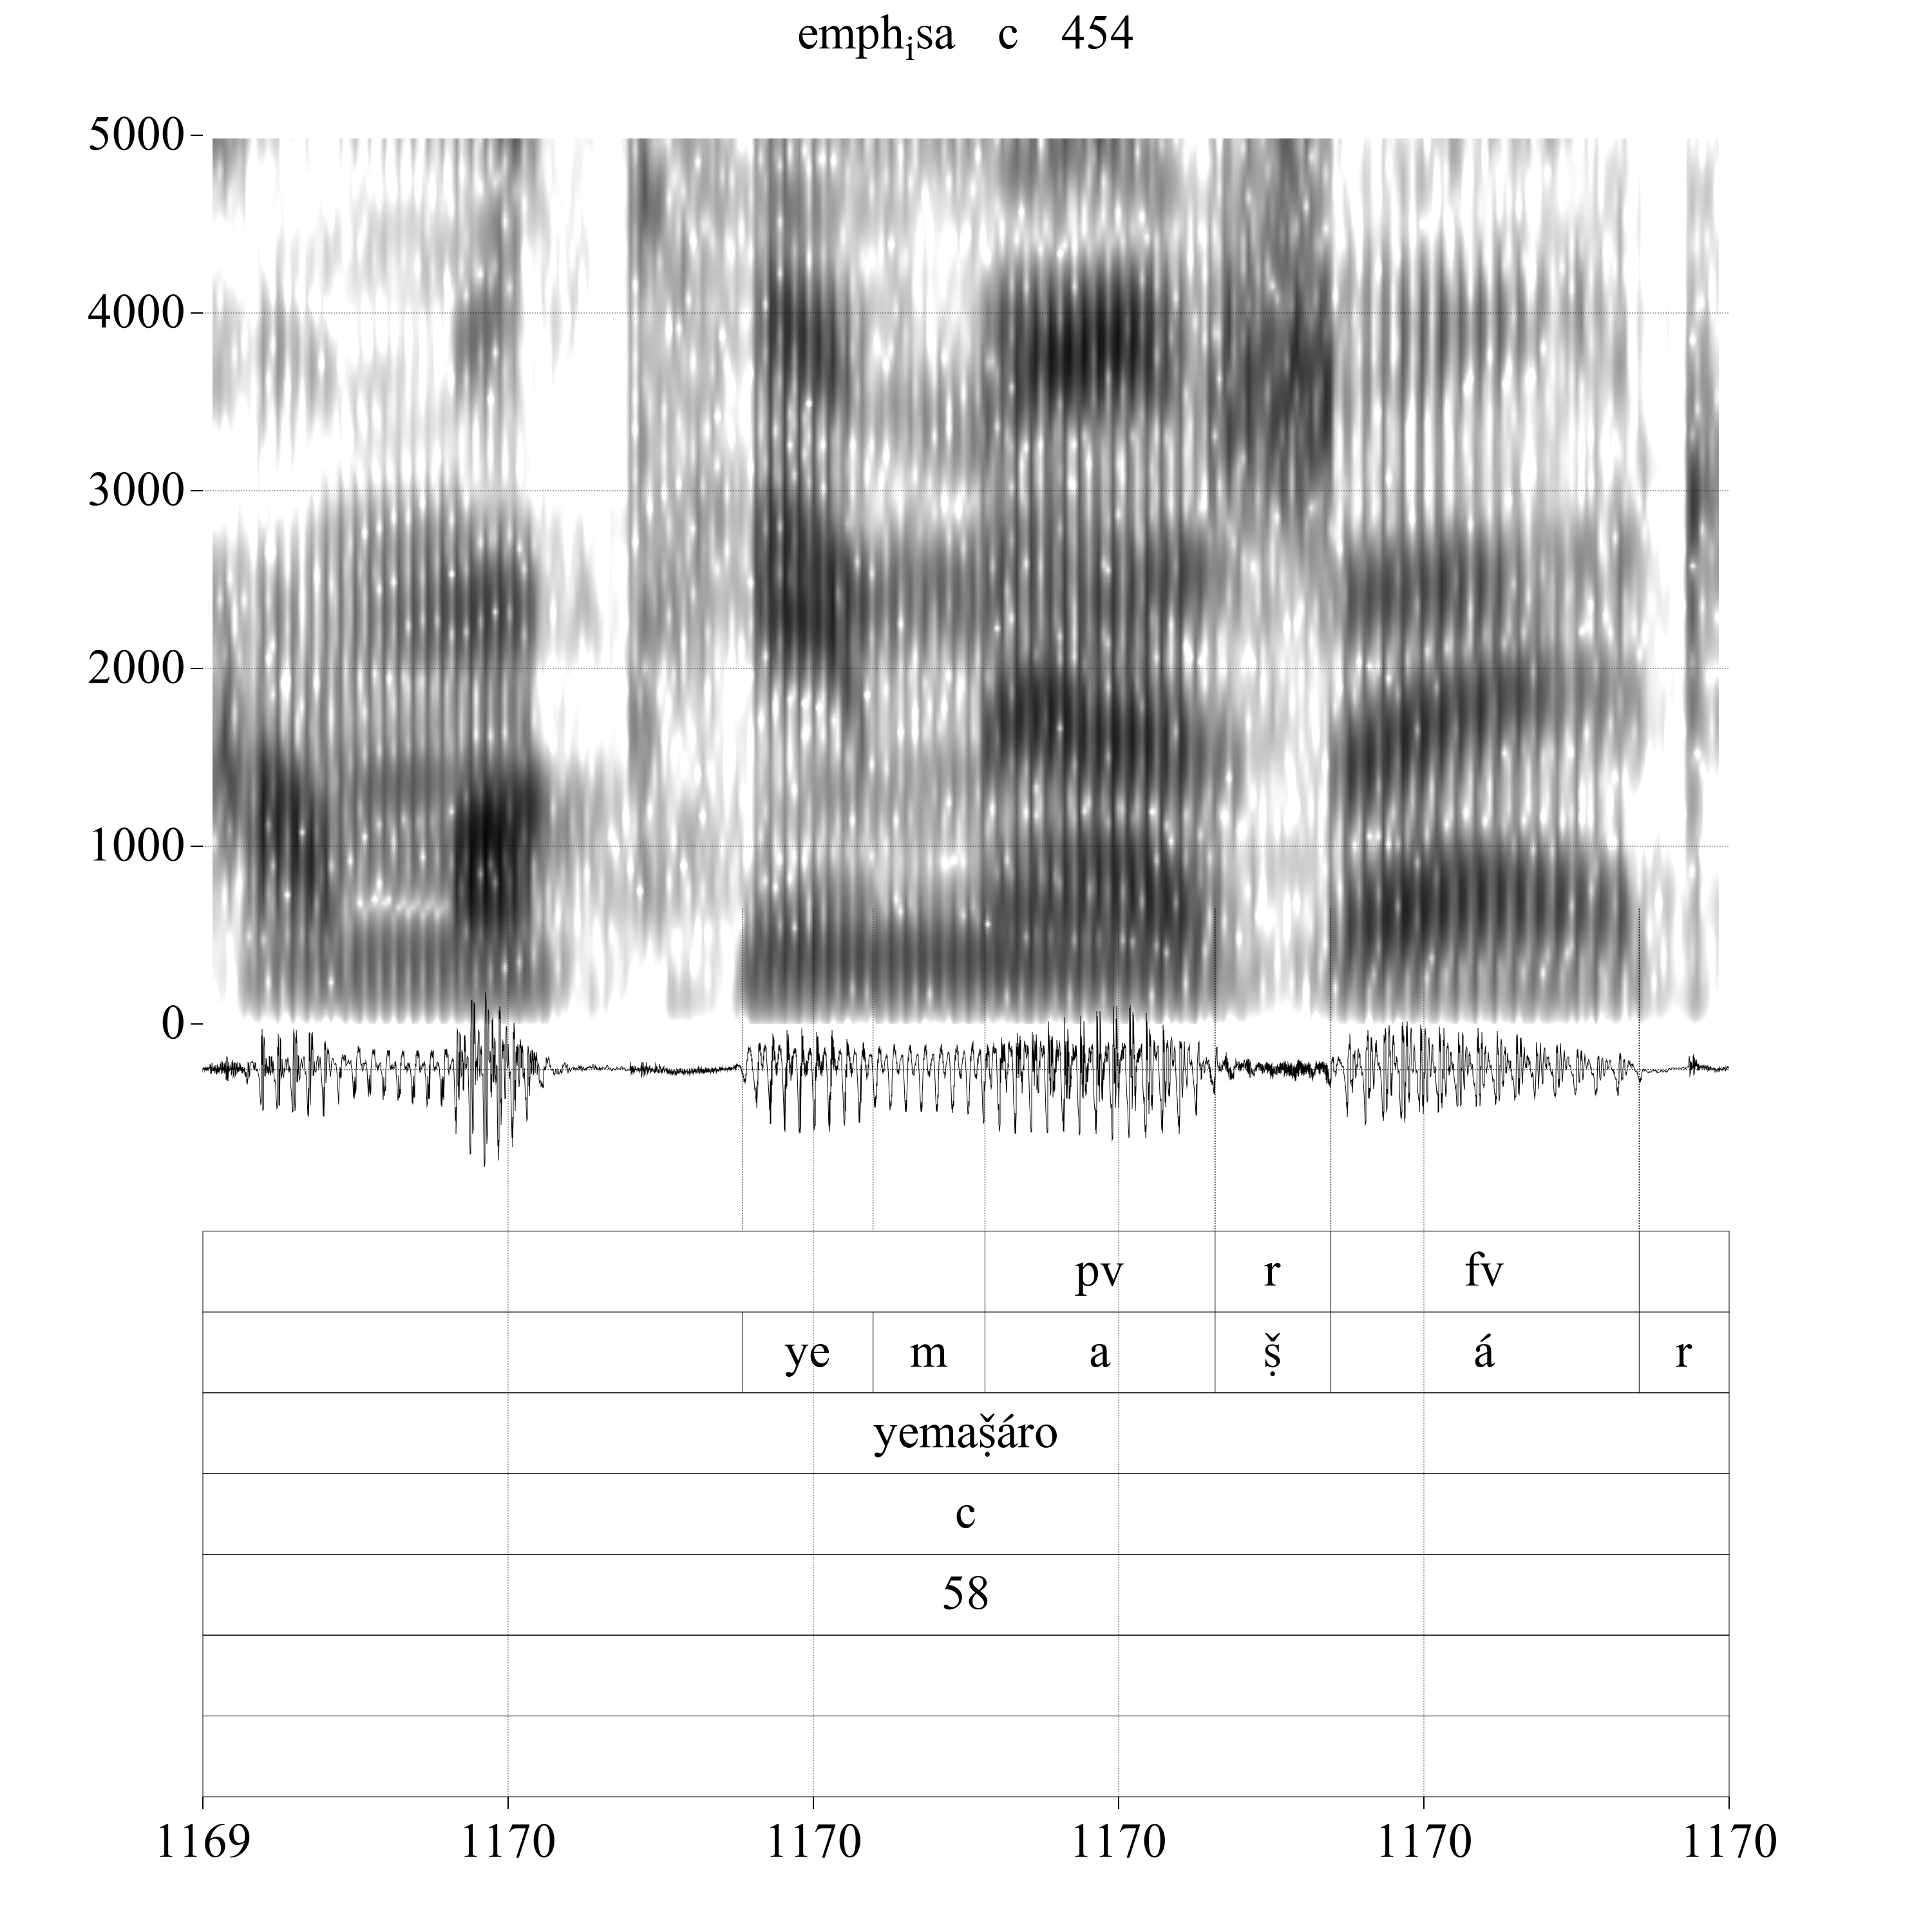 emphᵢsa c 454
5000
4000
3000
2000
1000
0
pv r fv
ye m a ṣ̌ á r
yemaṣ̌áro
c
58
1169 1170 1170 1170 1170 1170